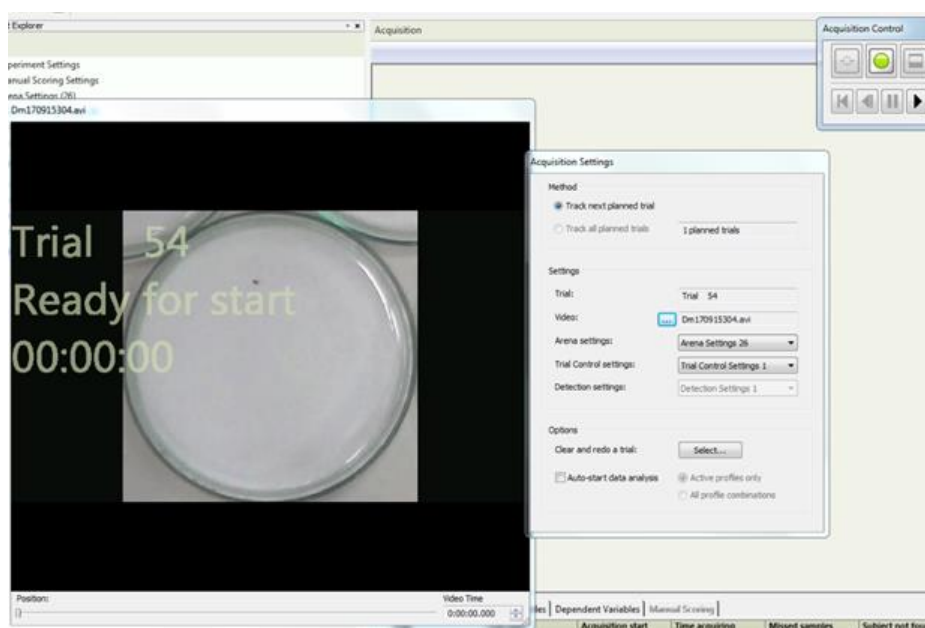 t Explorer
Acquisition
Acquisition Control
periment Settings
anual Scoring Settings
ena Settings (26)
Dm170915304.avi
Trial 54
Ready for start
00:00:00
Position:
Video Time
0:00:00.000
Acquisition Settings
Method
Track next planned trial
Track all planned trials
1 planned trials
Settings
Trial:
Trial 54
Video:
...
Dm170915304.avi
Arena settings:
Arena Settings 26
Trial Control settings:
Trial Control Settings 1
Detection settings:
Detection Settings 1
Options
Clear and redo a trial:
Select...
Auto-start data analysis
Active profiles only
All profile combinations
les
Dependent Variables
Manual Scoring
Acquisition start
Time acquiring
Missed samples
Subject not fou